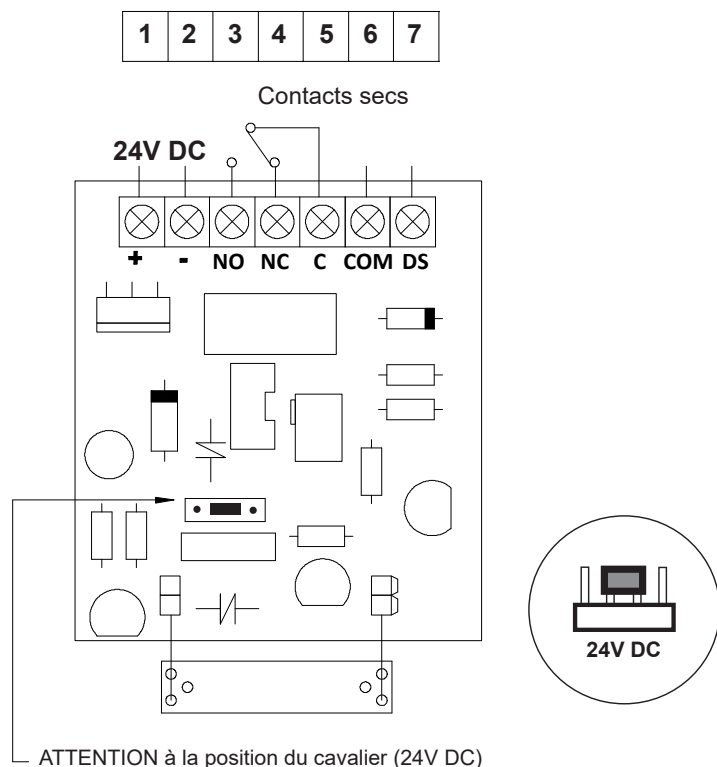 1 2 3 4 5 6 7
Contacts secs
24V DC
+ - NO NC C COM DS
24V DC
ATTENTION à la position du cavalier (24V DC)